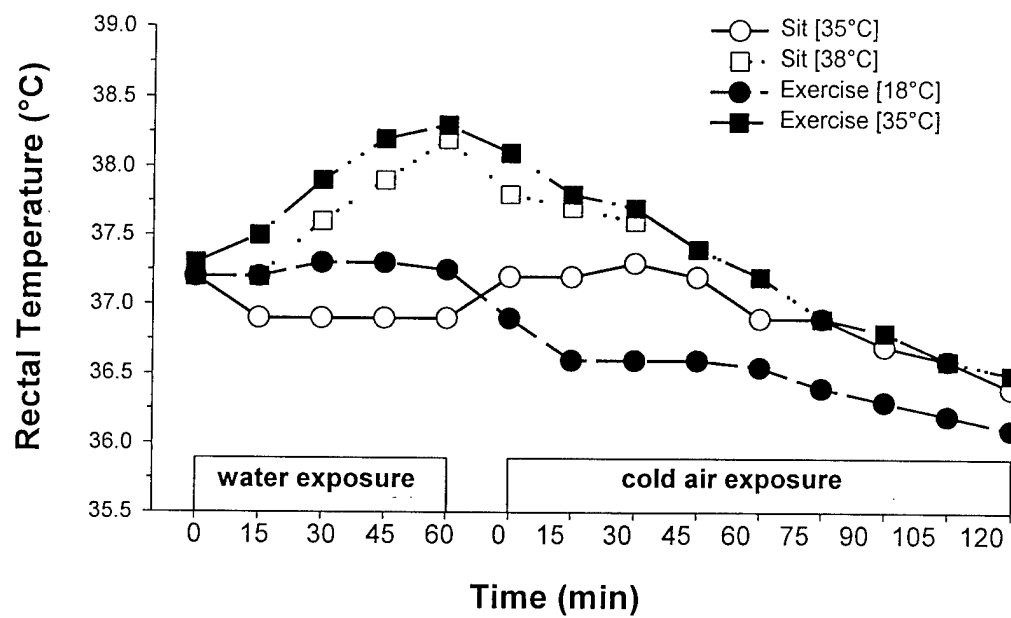 39.0
38.5
38.0
37.5
37.0
36.5
36.0
35.5
Rectal Temperature (°C)
Sit [35°C]
Sit [38°C]
Exercise [18°C]
Exercise [35°C]
water exposure
cold air exposure
0 15 30 45 60 0 15 30 45 60 75 90 105 120
Time (min)